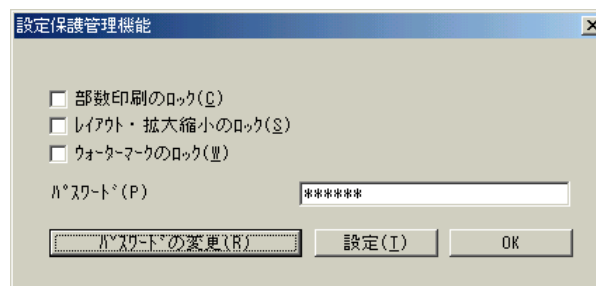 設定保護管理機能
部数印刷のﾛｯｸ(C)
ﾚｲｱｳﾄ・拡大縮小のﾛｯｸ(S)
ｳｫｰﾀｰﾏｰｸのﾛｯｸ(W)
ﾊﾟｽﾜｰﾄﾞ(P) ******
ﾊﾟｽﾜｰﾄﾞの変更(R) 設定(T) OK